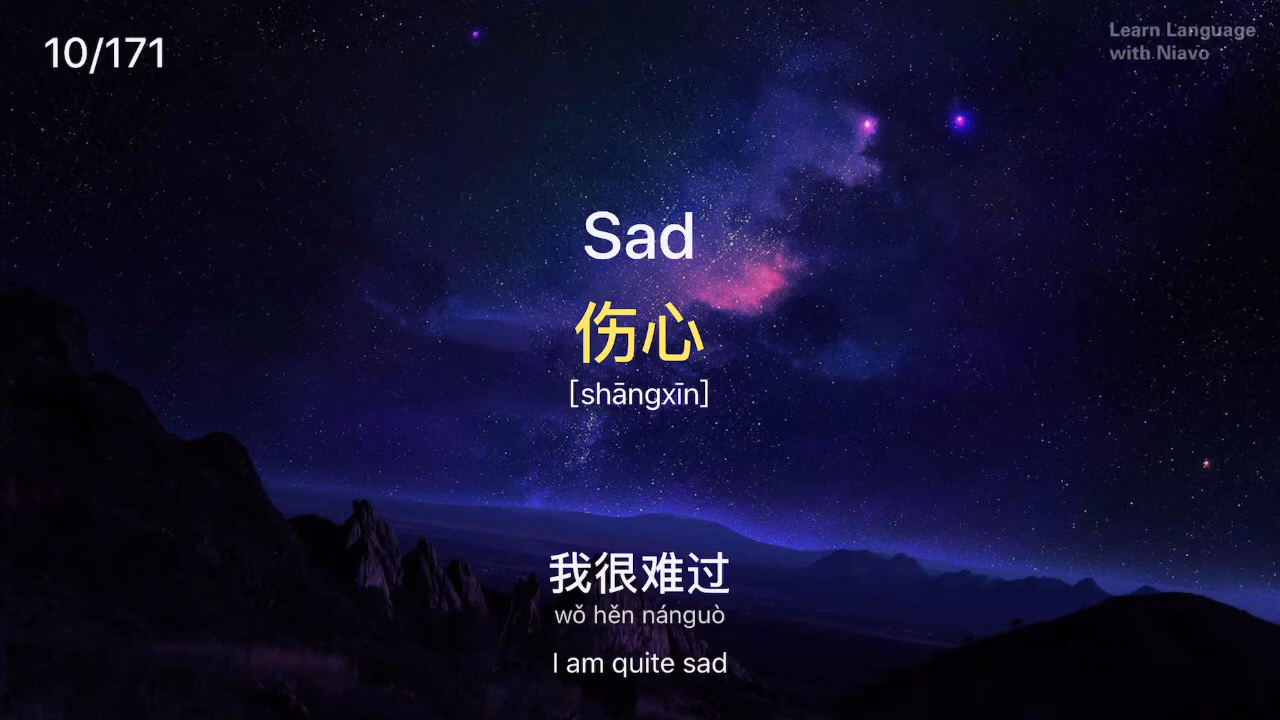 10/171
Learn Language
with Niavo
Sad
伤心
[shāngxīn]
我很难过
wǒ hěn nánguò
I am quite sad